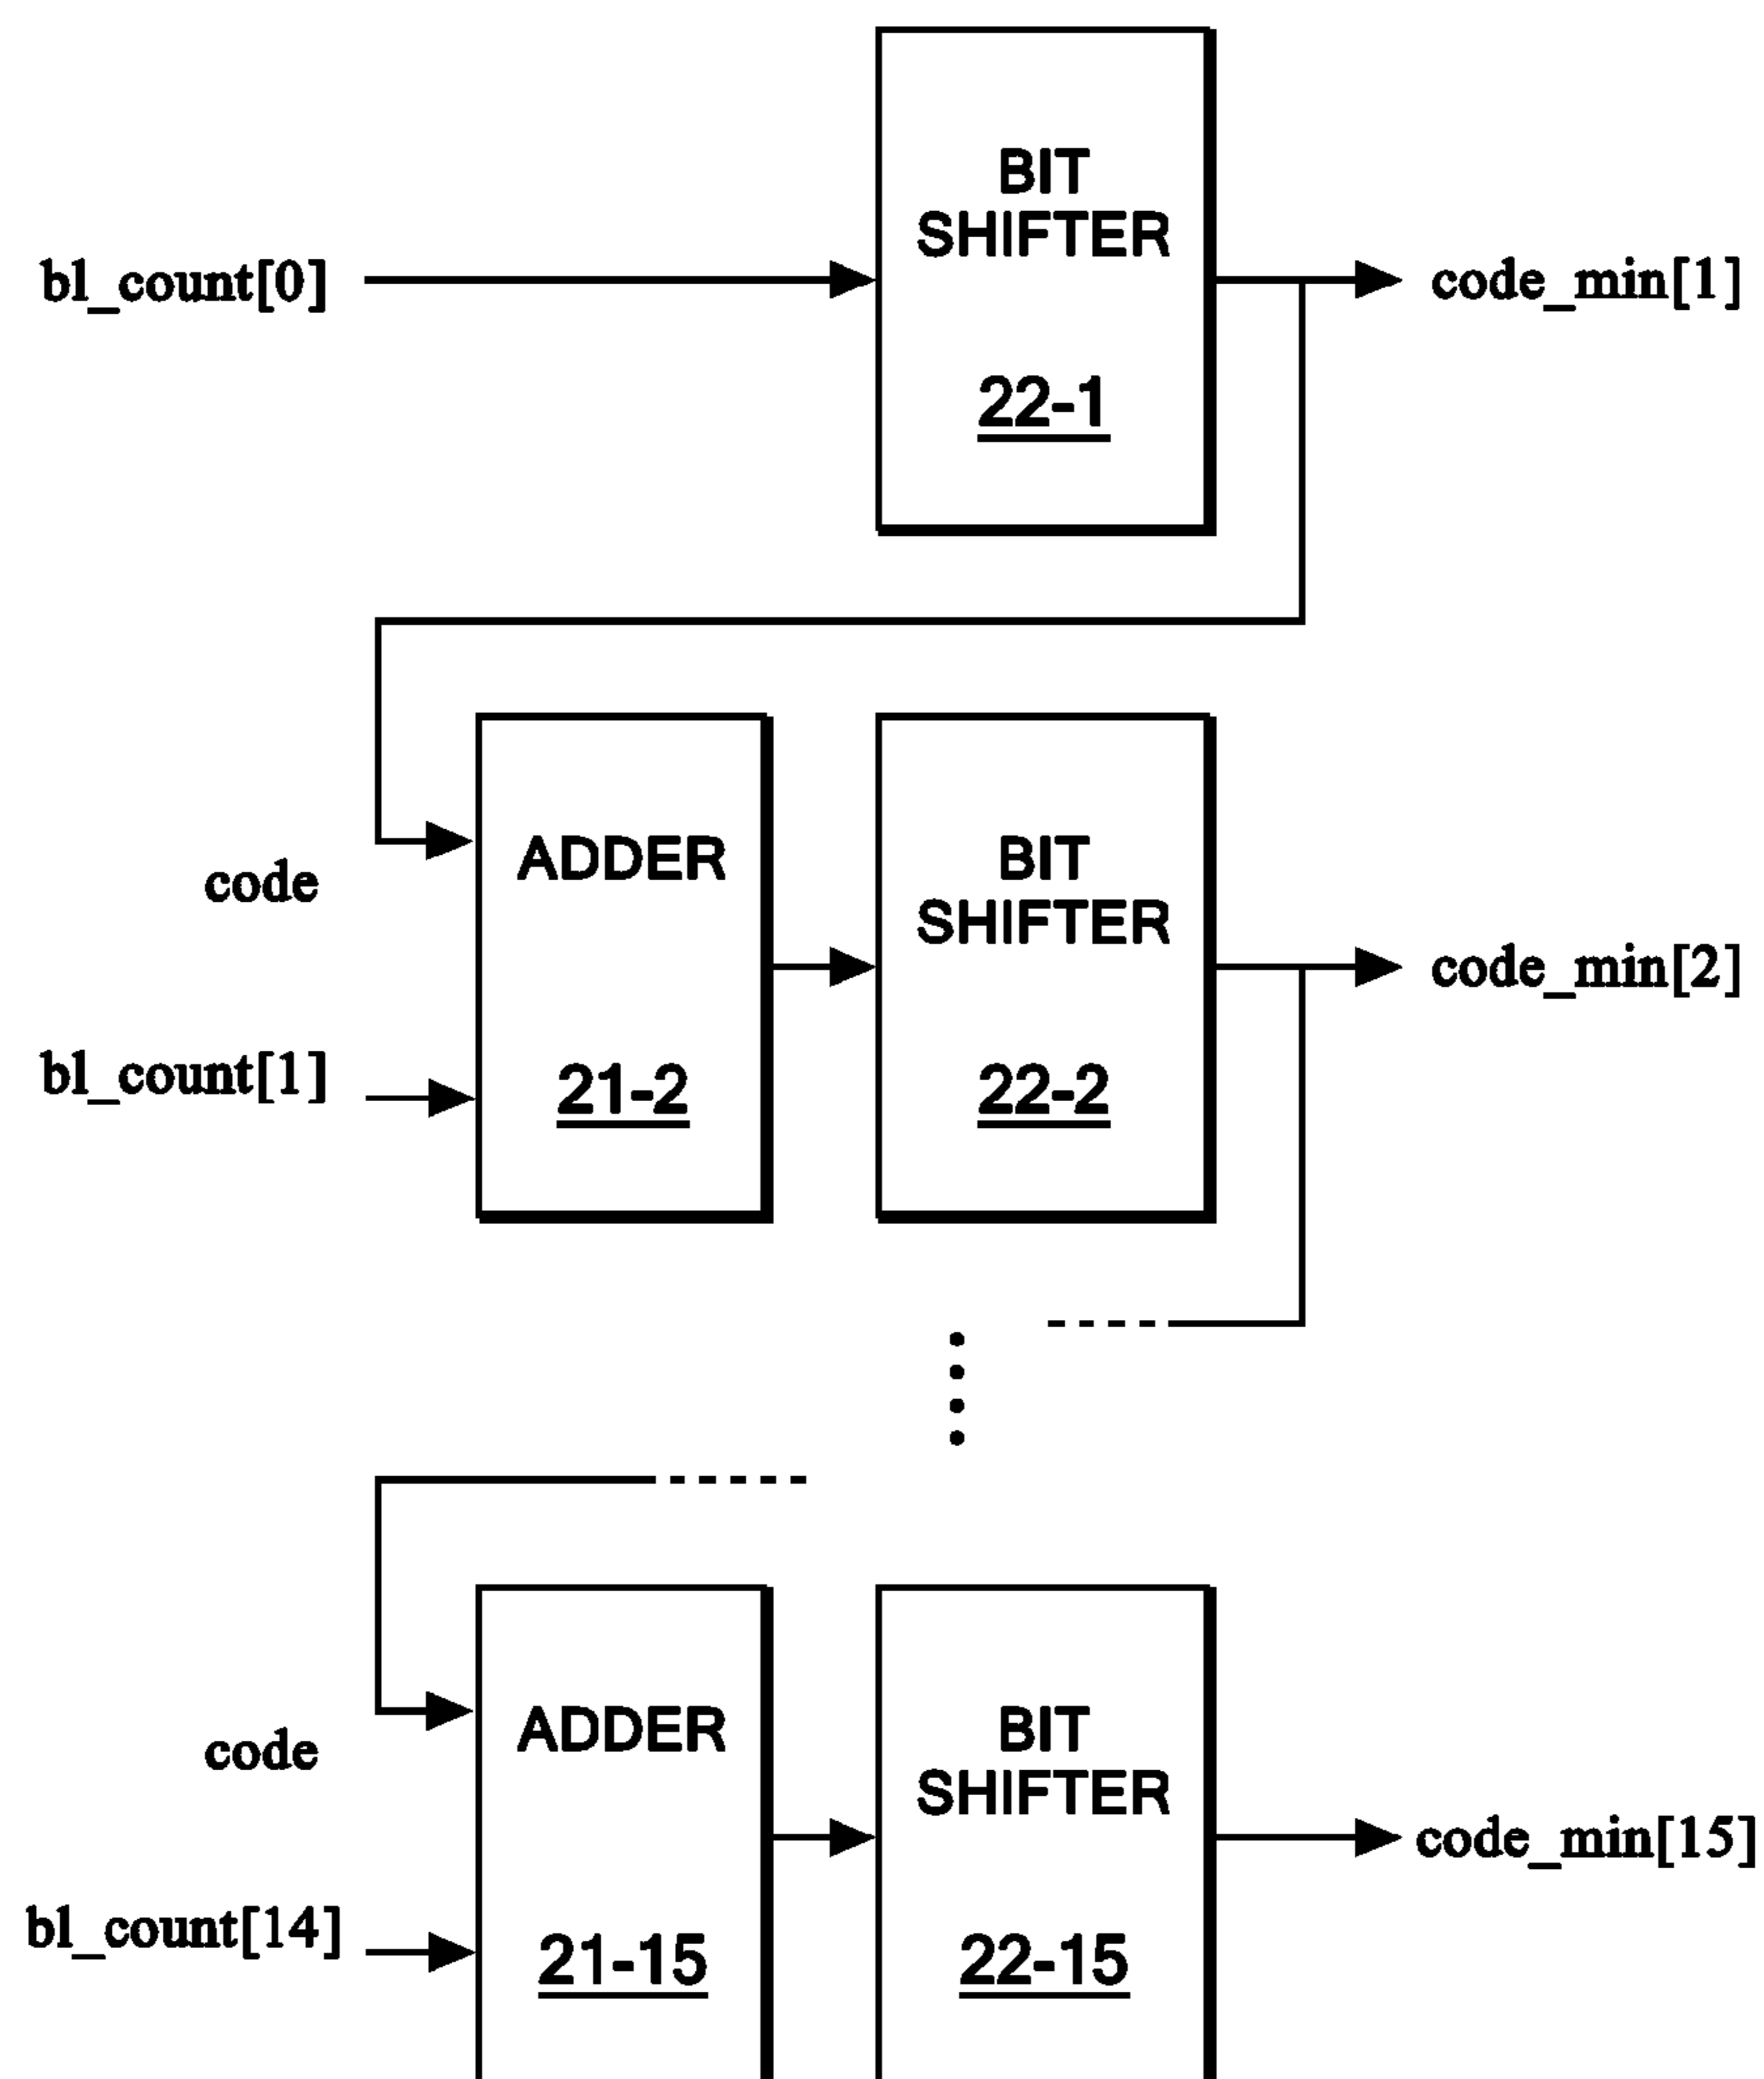 BIT
SHIFTER
bl_count[0]
code_min[1]
22-1
ADDER
BIT
SHIFTER
code
code_min[2]
bl_count[1]
21-2
22-2
ADDER
BIT
SHIFTER
code
code_min[15]
bl_count[14]
21-15
22-15